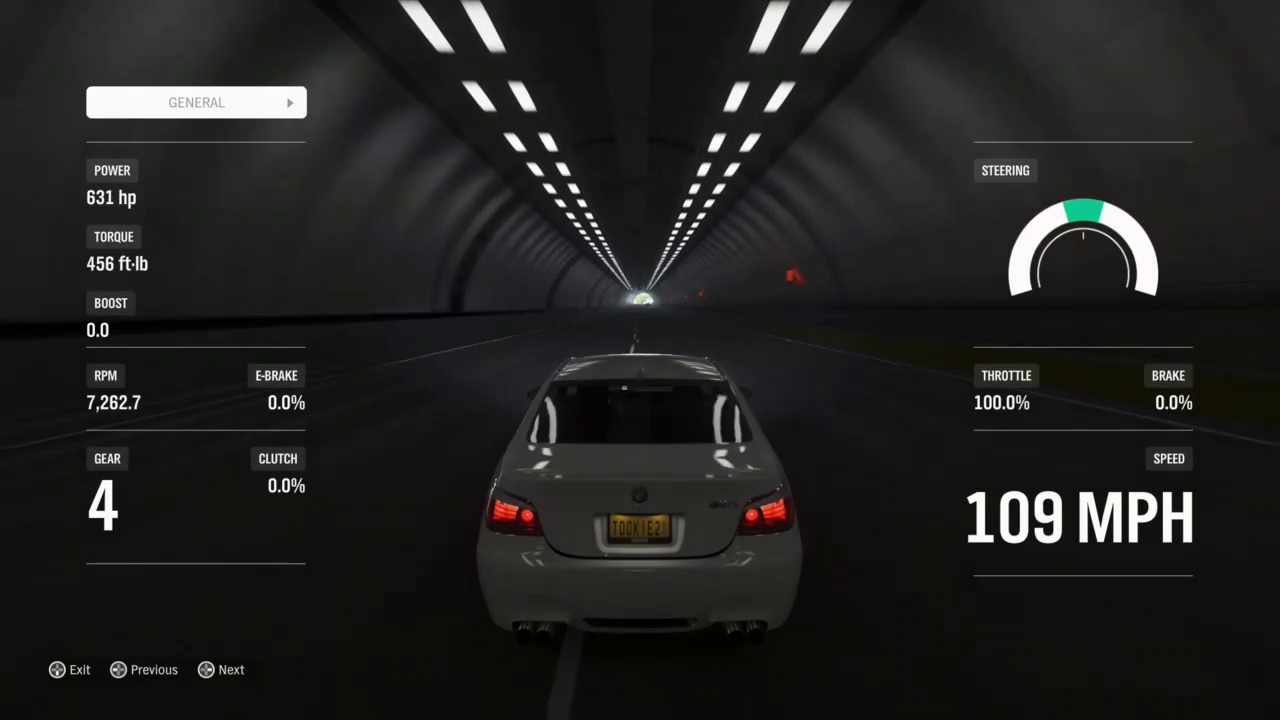 GENERAL
POWER
631 hp
TORQUE
456 ft·lb
BOOST
0.0
RPM
E-BRAKE
7,262.7
0.0%
GEAR
CLUTCH
4
0.0%
STEERING
THROTTLE
BRAKE
100.0%
0.0%
SPEED
109 MPH
TOOKIE2
Exit
Previous
Next